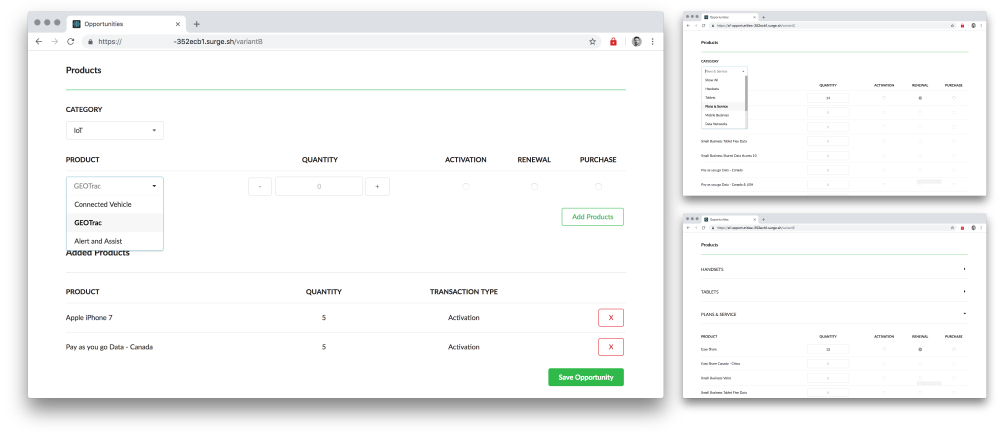 Opportunities
https:// -352ecb1.surge.sh/variantB
Products
CATEGORY
IoT
PRODUCT QUANTITY ACTIVATION RENEWAL PURCHASE
GEOTrac - 0 +
Connected Vehicle
GEOTrac
Alert and Assist
Add Products
Added Products
PRODUCT QUANTITY TRANSACTION TYPE
Apple iPhone 7 5 Activation X
Pay as you go Data - Canada 5 Activation X
Save Opportunity
Opportunities
Products
CATEGORY
Plans & Service
Show All
Handsets
Tablets
Plans & Service
Mobile Business
Data Networks
QUANTITY ACTIVATION RENEWAL PURCHASE
Small Business Tablet Flex Data
Small Business Shared Data Access 10
Pay as you go Data - Canada
Pay as you go Data - Canada & USA
Opportunities
Products
HANDSETS
TABLETS
PLANS & SERVICE
PRODUCT QUANTITY ACTIVATION RENEWAL PURCHASE
Easy Share
Easy Roam Canada - China
Small Business Voice
Small Business Tablet Flex Data